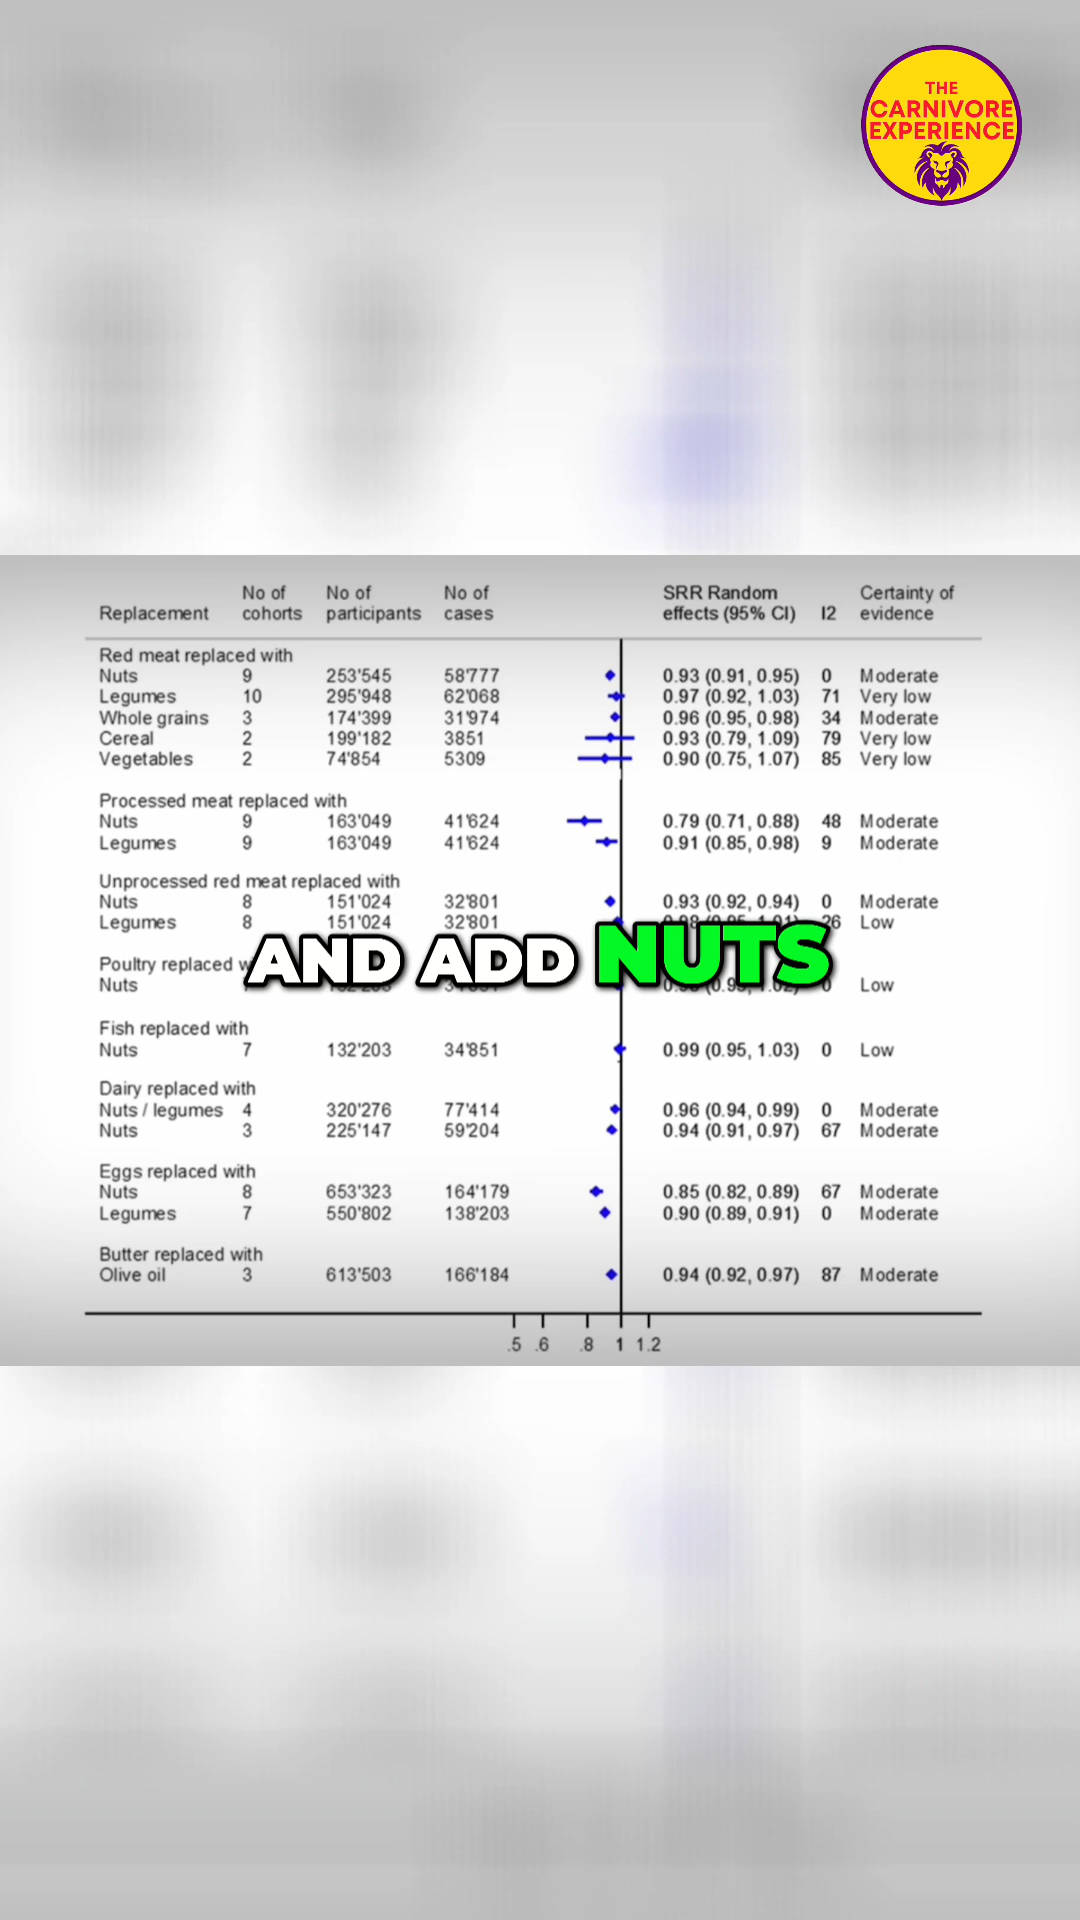 THE
CARNIVORE
EXPERIENCE
Replacement No of cohorts No of participants No of cases SRR Random effects (95% CI) I2 Certainty of evidence
Red meat replaced with
Nuts 9 253'545 58'777 0.93 (0.91, 0.95) 0 Moderate
Legumes 10 295'948 62'068 0.97 (0.92, 1.03) 71 Very low
Whole grains 3 174'399 31'974 0.96 (0.95, 0.98) 34 Moderate
Cereal 2 199'182 3851 0.93 (0.79, 1.09) 79 Very low
Vegetables 2 74'854 5309 0.90 (0.75, 1.07) 85 Very low
Processed meat replaced with
Nuts 9 163'049 41'624 0.79 (0.71, 0.88) 48 Moderate
Legumes 9 163'049 41'624 0.91 (0.85, 0.98) 9 Moderate
Unprocessed red meat replaced with
Nuts 8 151'024 32'801 0.93 (0.92, 0.94) 0 Moderate
Legumes 8 151'024 32'801 26 Low
AND ADD NUTS
Poultry replaced
Nuts 0 Low
Fish replaced with
Nuts 7 132'203 34'851 0.99 (0.95, 1.03) 0 Low
Dairy replaced with
Nuts / legumes 4 320'276 77'414 0.96 (0.94, 0.99) 0 Moderate
Nuts 3 225'147 59'204 0.94 (0.91, 0.97) 67 Moderate
Eggs replaced with
Nuts 8 653'323 164'179 0.85 (0.82, 0.89) 67 Moderate
Legumes 7 550'802 138'203 0.90 (0.89, 0.91) 0 Moderate
Butter replaced with
Olive oil 3 613'503 166'184 0.94 (0.92, 0.97) 87 Moderate
.5 .6 .8 1 1.2